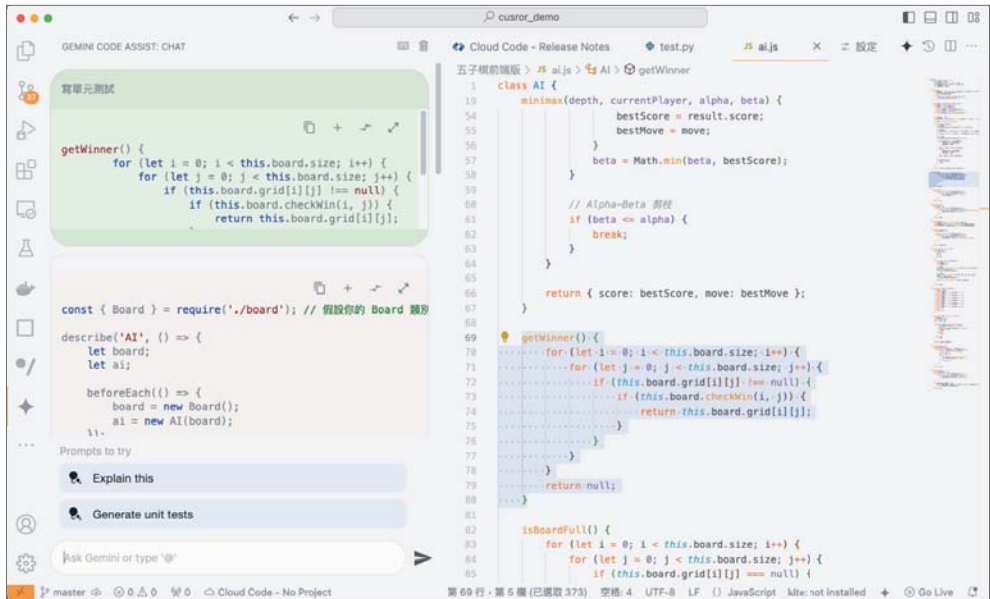 cusror_demo
GEMINI CODE ASSIST: CHAT
寫單元測試
getWinner() {
for (let i = 0; i < this.board.size; i++) {
for (let j = 0; j < this.board.size; j++) {
if (this.board.grid[i][j] !== null) {
if (this.board.checkWin(i, j)) {
return this.board.grid[i][j];
const { Board } = require('./board'); // 假設你的 Board 類別
describe('AI', () => {
let board;
let ai;
beforeEach(() => {
board = new Board();
ai = new AI(board);
});
Prompts to try
Explain this
Generate unit tests
Ask Gemini or type '@'
37
Cloud Code - Release Notes test.py JS ai.js × 設定
五子棋前端版 > JS ai.js > AI > getWinner
1 class AI {
19 minimax(depth, currentPlayer, alpha, beta) {
54 bestScore = result.score;
55 bestMove = move;
56 }
57 beta = Math.min(beta, bestScore);
58 }
59
60 // Alpha-Beta 剪枝
61 if (beta <= alpha) {
62 break;
63 }
64 }
65
66 return { score: bestScore, move: bestMove };
67 }
68
69 getWinner() {
70 for (let i = 0; i < this.board.size; i++) {
71 for (let j = 0; j < this.board.size; j++) {
72 if (this.board.grid[i][j] !== null) {
73 if (this.board.checkWin(i, j)) {
74 return this.board.grid[i][j];
75 }
76 }
77 }
78 }
79 return null;
80 }
81
82 isBoardFull() {
83 for (let i = 0; i < this.board.size; i++) {
84 for (let j = 0; j < this.board.size; j++) {
85 if (this.board.grid[i][j] === null) {
master 0 0 0 Cloud Code - No Project 第 69 行，第 5 欄 (已選取 373) 空格: 4 UTF-8 LF {} JavaScript kite: not installed Go Live